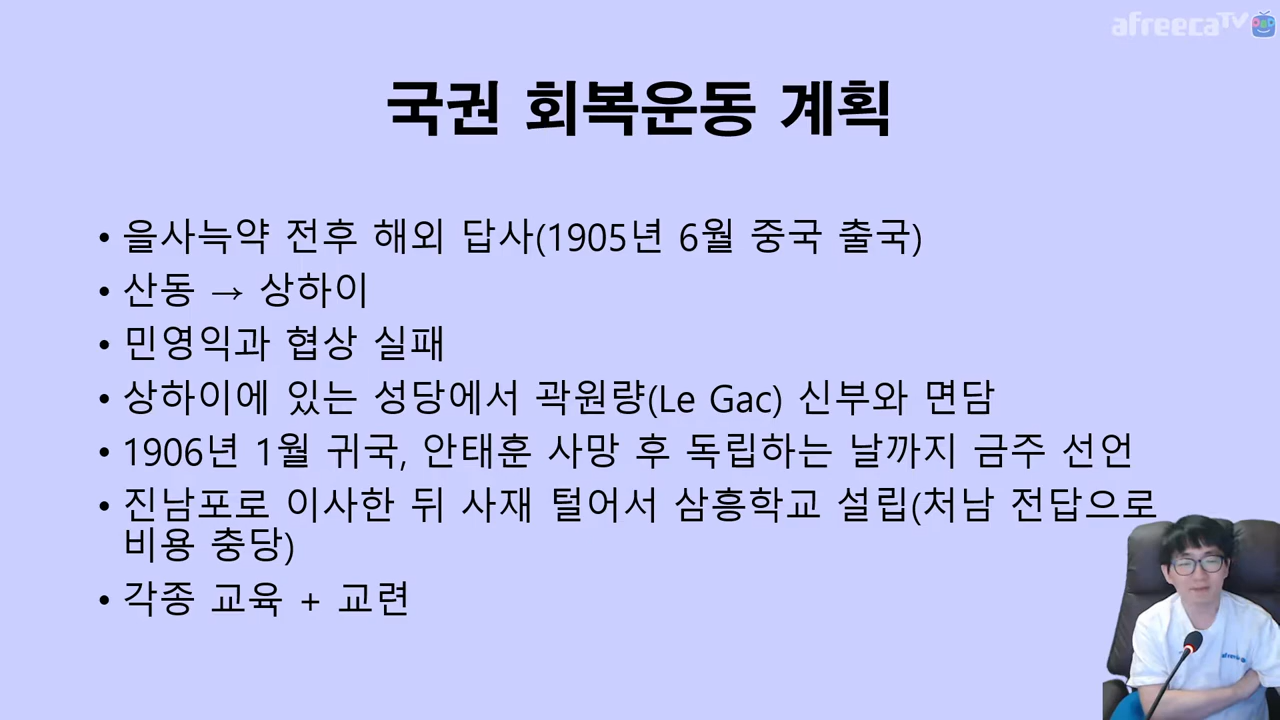 afreecaTV
국권 회복운동 계획
• 을사늑약 전후 해외 답사(1905년 6월 중국 출국)
• 산동 → 상하이
• 민영익과 협상 실패
• 상하이에 있는 성당에서 곽원량(Le Gac) 신부와 면담
• 1906년 1월 귀국, 안태훈 사망 후 독립하는 날까지 금주 선언
• 진남포로 이사한 뒤 사재 털어서 삼흥학교 설립(처남 전답으로
비용 충당)
• 각종 교육 + 교련